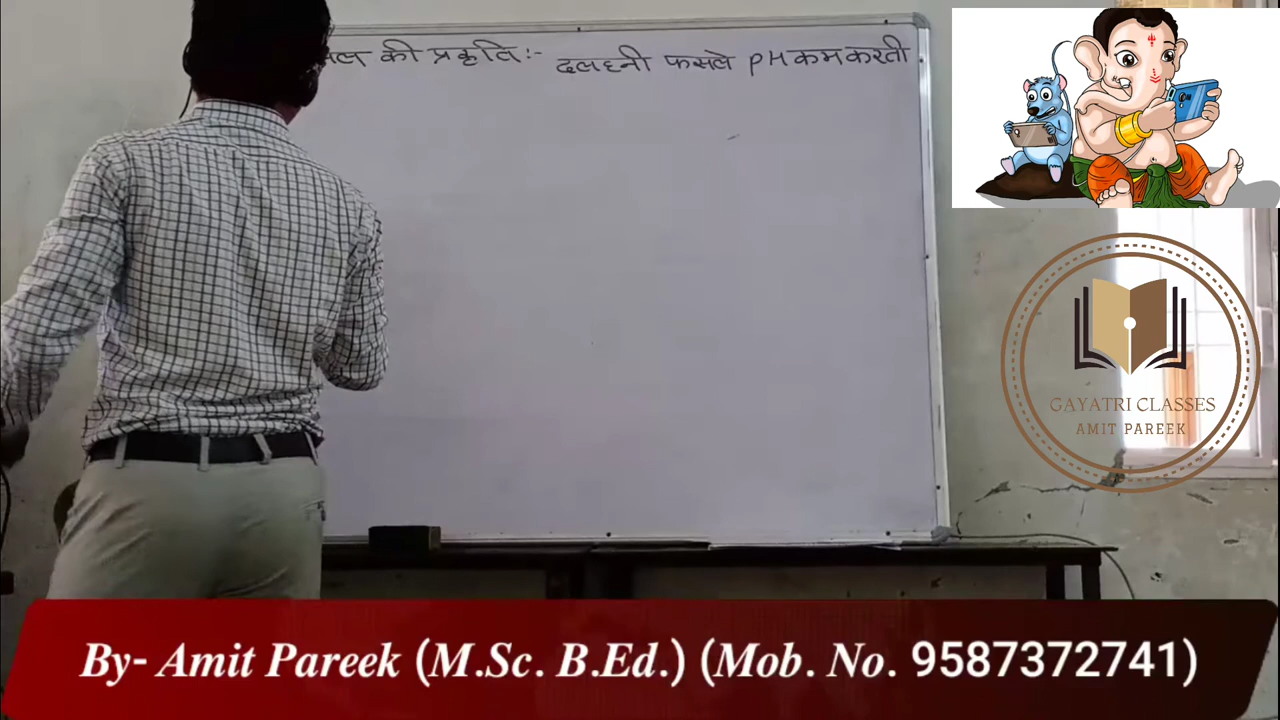 की प्रकृति :- दलहनी फसले PH कम करती
GAYATRI CLASSES
AMIT PAREEK
By- Amit Pareek (M.Sc. B.Ed.) (Mob. No. 9587372741)